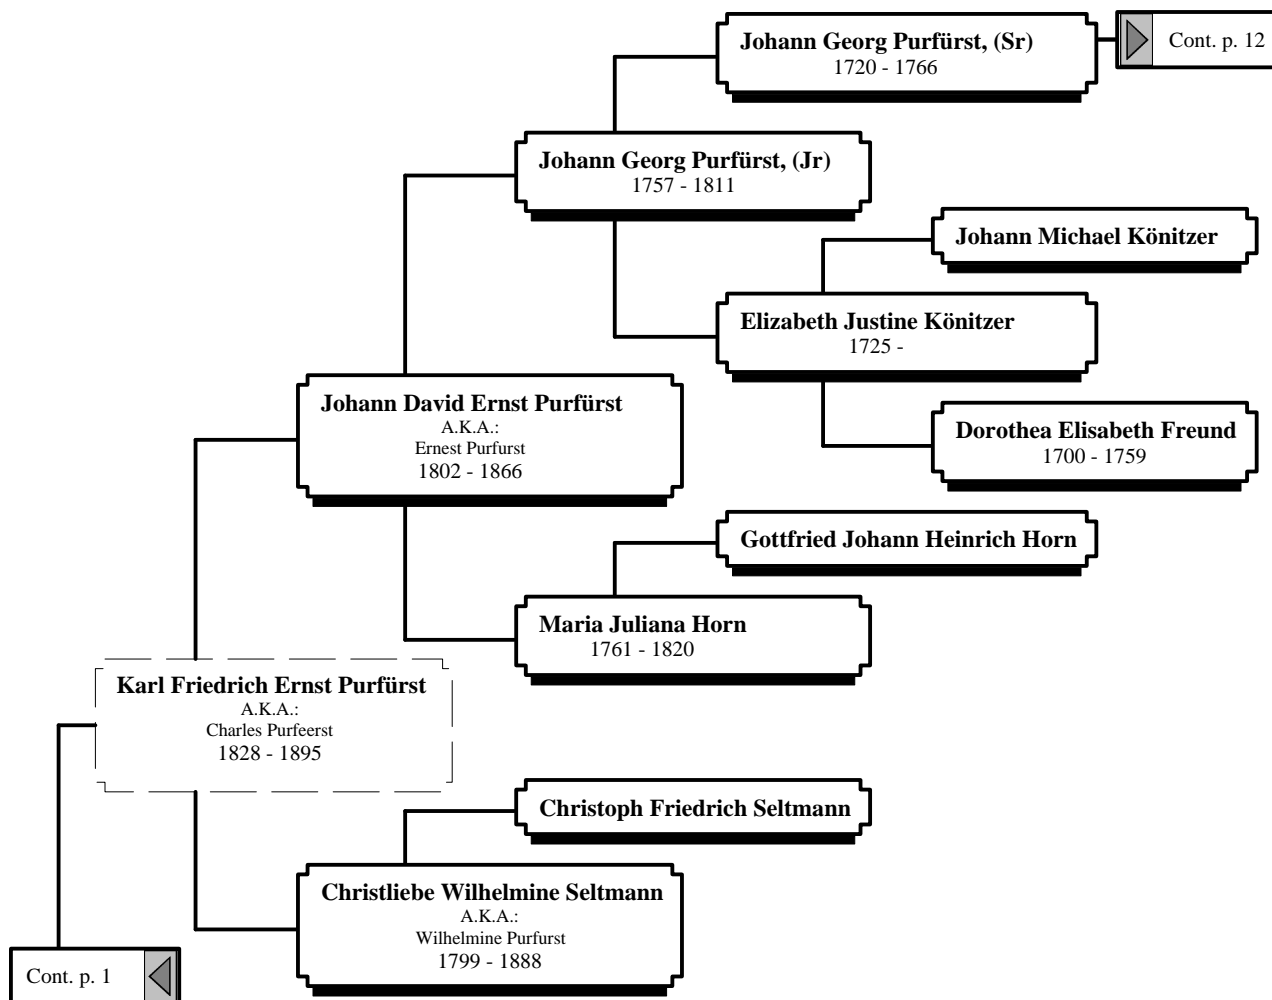 Johann Georg Purfürst, (Sr)
1720 - 1766
Cont. p. 12
Johann Georg Purfürst, (Jr)
1757 - 1811
Johann Michael Könitzer
Elizabeth Justine Könitzer
1725 -
Johann David Ernst Purfürst
A.K.A.:
Ernest Purfurst
1802 - 1866
Dorothea Elisabeth Freund
1700 - 1759
Gottfried Johann Heinrich Horn
Maria Juliana Horn
1761 - 1820
Karl Friedrich Ernst Purfürst
A.K.A.:
Charles Purfeerst
1828 - 1895
Christoph Friedrich Seltmann
Christliebe Wilhelmine Seltmann
A.K.A.:
Wilhelmine Purfurst
1799 - 1888
Cont. p. 1